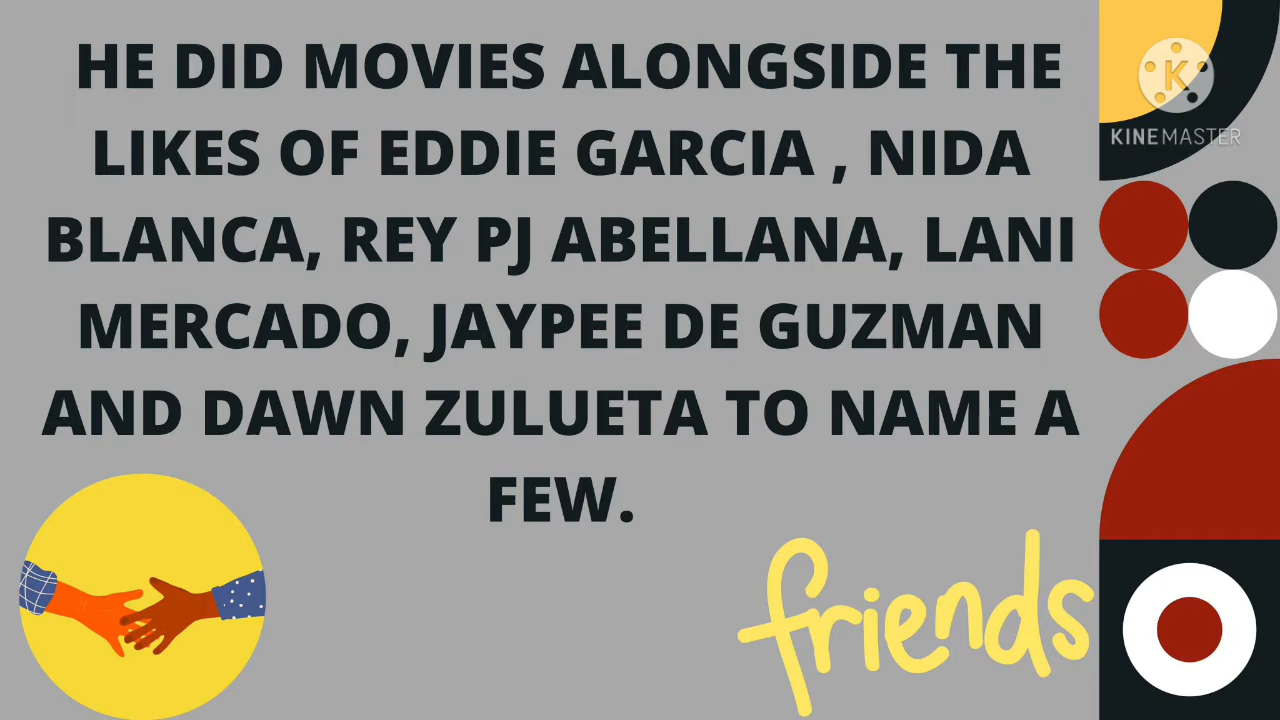 HE DID MOVIES ALONGSIDE THE
LIKES OF EDDIE GARCIA , NIDA
BLANCA, REY PJ ABELLANA, LANI
MERCADO, JAYPEE DE GUZMAN
AND DAWN ZULUETA TO NAME A
FEW.
friends
K
KINEMASTER